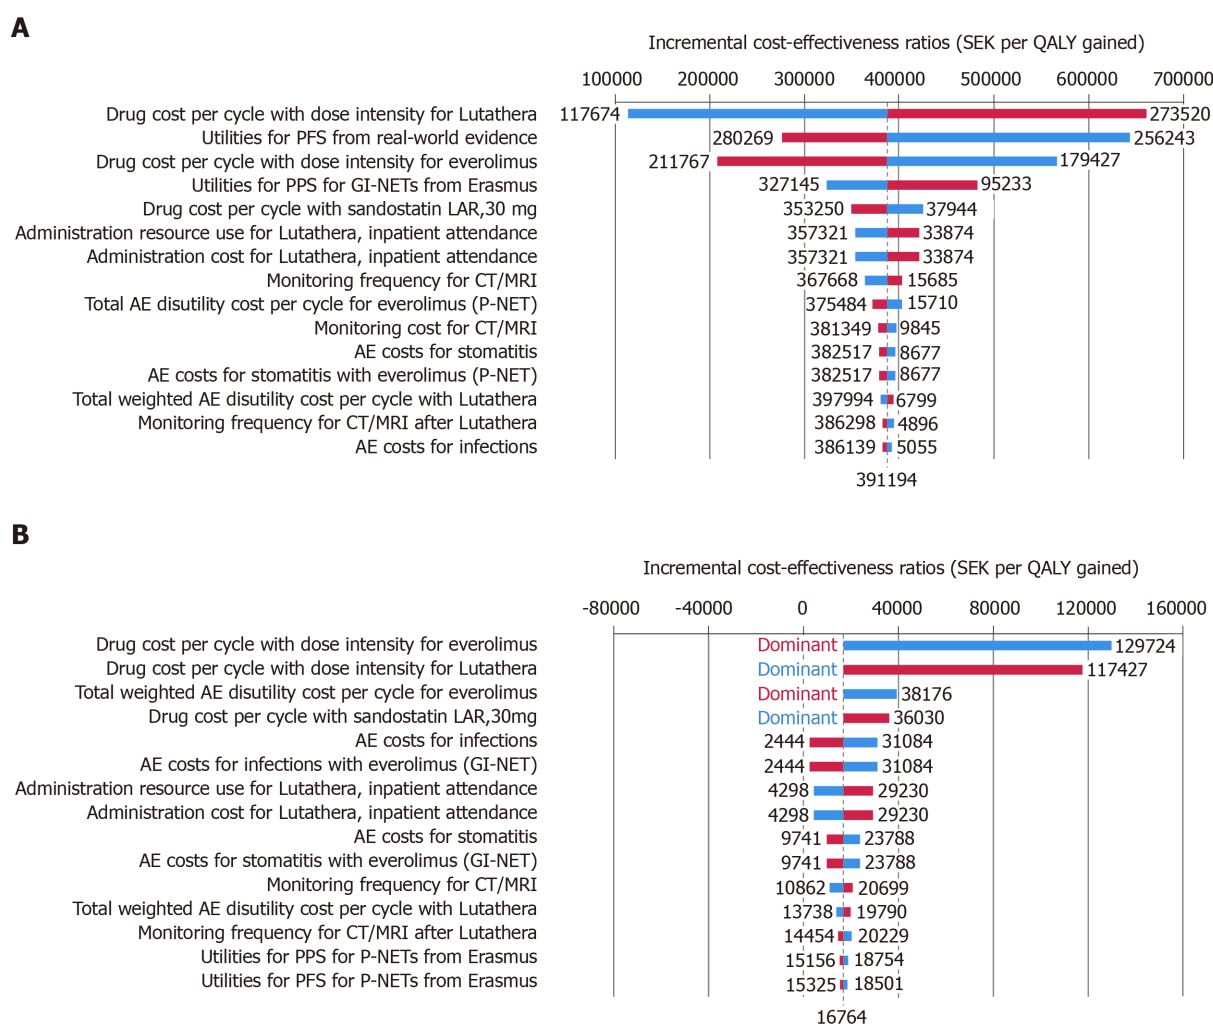 A
Incremental cost-effectiveness ratios (SEK per QALY gained)
100000 200000 300000 400000 500000 600000 700000
Drug cost per cycle with dose intensity for Lutathera 117674 273520
Utilities for PFS from real-world evidence 280269 256243
Drug cost per cycle with dose intensity for everolimus 211767 179427
Utilities for PPS for GI-NETs from Erasmus 327145 95233
Drug cost per cycle with sandostatin LAR,30 mg 353250 37944
Administration resource use for Lutathera, inpatient attendance 357321 33874
Administration cost for Lutathera, inpatient attendance 357321 33874
Monitoring frequency for CT/MRI 367668 15685
Total AE disutility cost per cycle for everolimus (P-NET) 375484 15710
Monitoring cost for CT/MRI 381349 9845
AE costs for stomatitis 382517 8677
AE costs for stomatitis with everolimus (P-NET) 382517 8677
Total weighted AE disutility cost per cycle with Lutathera 397994 6799
Monitoring frequency for CT/MRI after Lutathera 386298 4896
AE costs for infections 386139 5055
391194
B
Incremental cost-effectiveness ratios (SEK per QALY gained)
-80000 -40000 0 40000 80000 120000 160000
Drug cost per cycle with dose intensity for everolimus Dominant 129724
Drug cost per cycle with dose intensity for Lutathera Dominant 117427
Total weighted AE disutility cost per cycle for everolimus Dominant 38176
Drug cost per cycle with sandostatin LAR,30mg Dominant 36030
AE costs for infections 2444 31084
AE costs for infections with everolimus (GI-NET) 2444 31084
Administration resource use for Lutathera, inpatient attendance 4298 29230
Administration cost for Lutathera, inpatient attendance 4298 29230
AE costs for stomatitis 9741 23788
AE costs for stomatitis with everolimus (GI-NET) 9741 23788
Monitoring frequency for CT/MRI 10862 20699
Total weighted AE disutility cost per cycle with Lutathera 13738 19790
Monitoring frequency for CT/MRI after Lutathera 14454 20229
Utilities for PPS for P-NETs from Erasmus 15156 18754
Utilities for PFS for P-NETs from Erasmus 15325 18501
16764